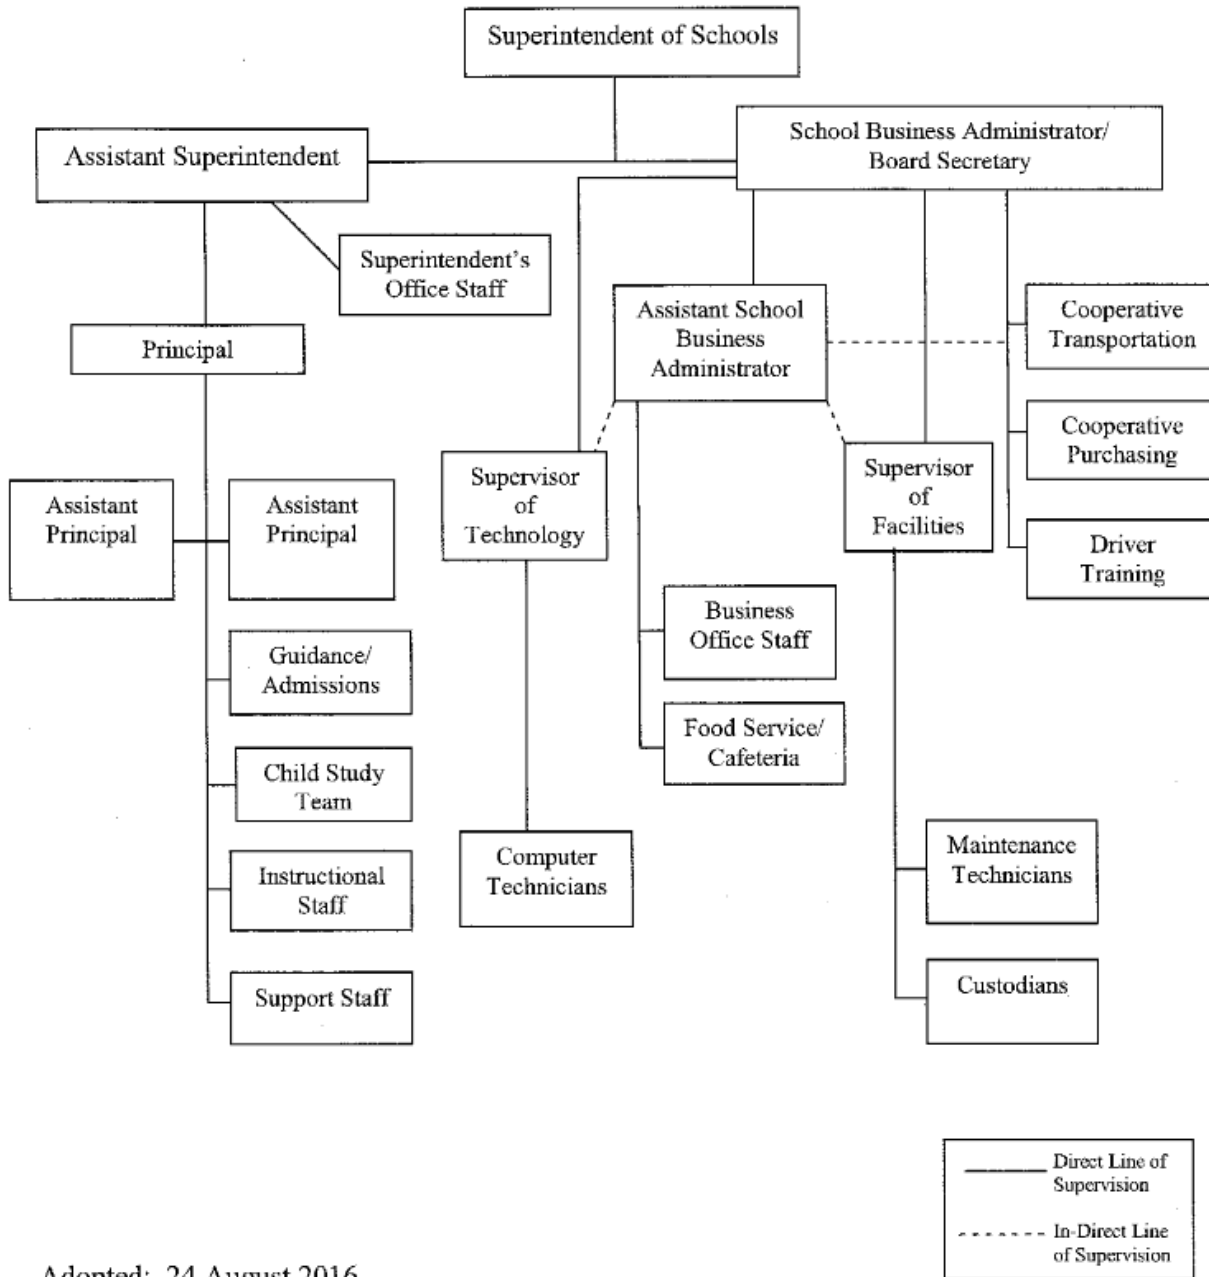 Superintendent of Schools
School Business Administrator/
Board Secretary
Assistant Superintendent
Superintendent's
Office Staff
Assistant School
Business
Administrator
Cooperative
Transportation
Principal
Cooperative
Purchasing
Supervisor
of
Technology
Supervisor
of
Facilities
Assistant
Principal
Assistant
Principal
Driver
Training
Business
Office Staff
Guidance/
Admissions
Food Service/
Cafeteria
Child Study
Team
Computer
Technicians
Maintenance
Technicians
Instructional
Staff
Support Staff
Custodians
Direct Line of
Supervision
In-Direct Line
of Supervision
Adopted: 24 August 2016